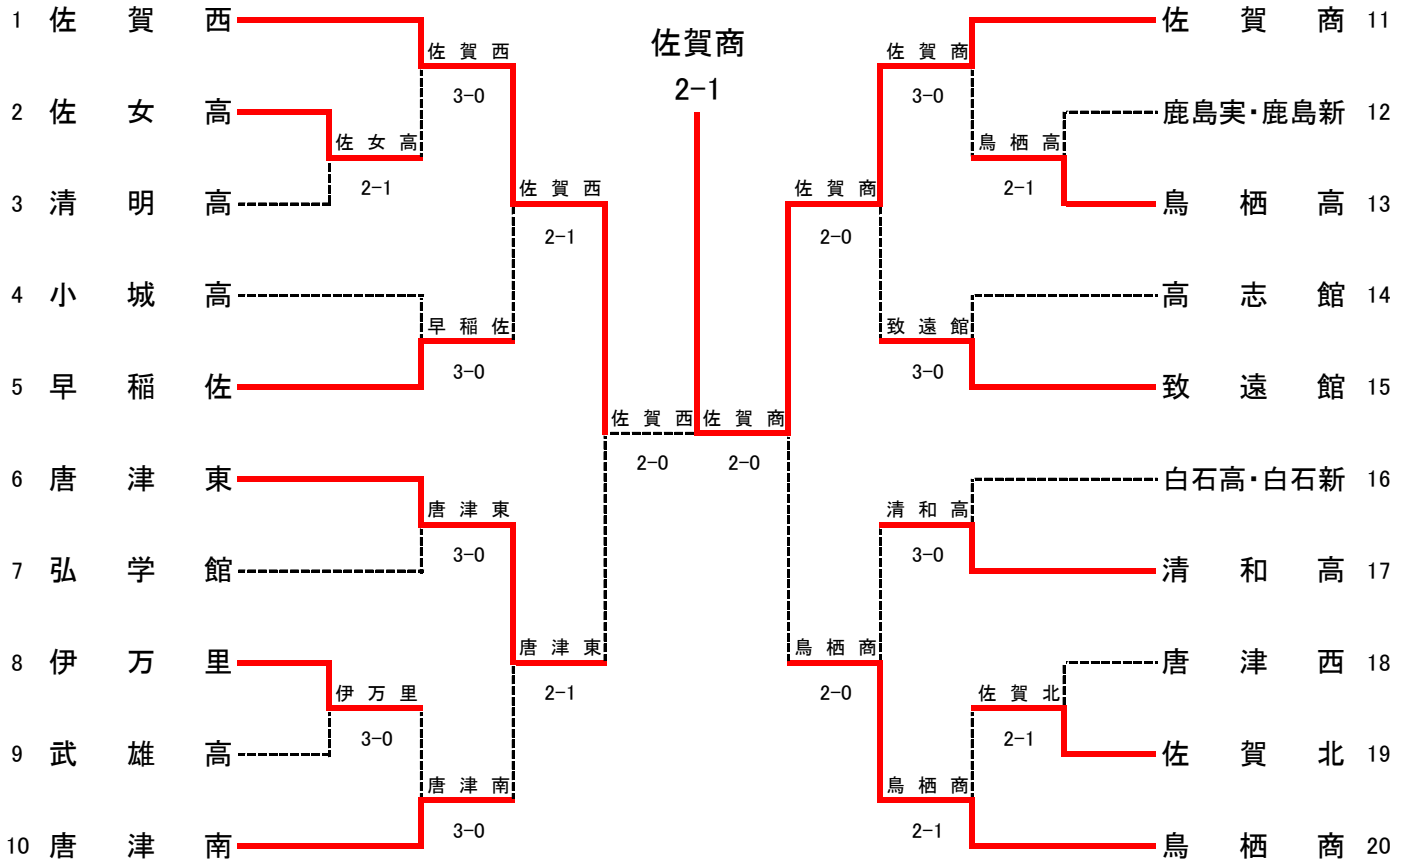 佐賀商
2-1
1 佐賀西
2 佐女高
3 清明高
4 小城高
5 早稲佐
6 唐津東
7 弘学館
8 伊万里
9 武雄高
10 唐津南
佐女高
2-1
伊万里
3-0
佐賀西
3-0
早稲佐
3-0
唐津東
3-0
唐津南
3-0
佐賀西
2-1
唐津東
2-1
佐賀西
2-0
佐賀商
2-0
佐賀商
2-0
鳥栖商
2-0
佐賀商
3-0
致遠館
3-0
清和高
3-0
鳥栖商
2-1
鳥栖高
2-1
佐賀北
2-1
佐賀商 11
鹿島実・鹿島新 12
鳥栖高 13
高志館 14
致遠館 15
白石高・白石新 16
清和高 17
唐津西 18
佐賀北 19
鳥栖商 20